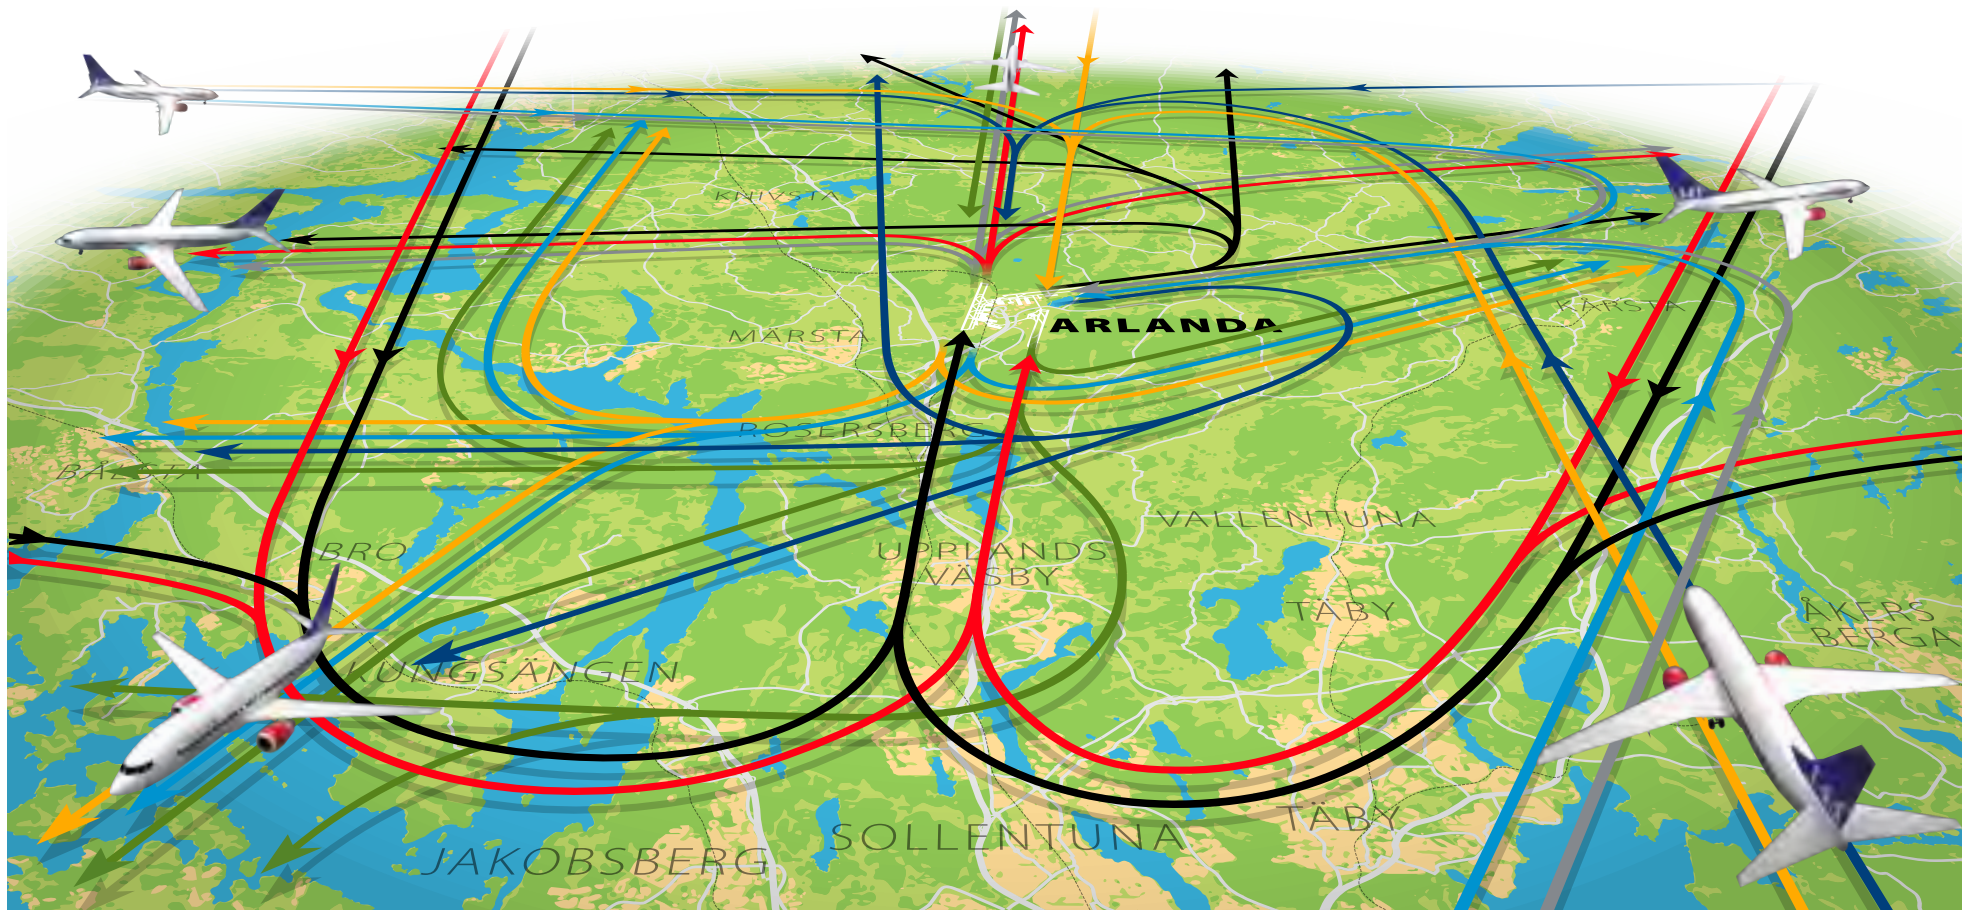 KNIVSTA
KÄRSTA
ARLANDA
MÄRSTA
ROSERSBERG
BÅLSTA
VALLENTUNA
BRO
UPPLANDS
VÄSBY
TÄBY
ÅKERS
BERGA
KUNGSÄNGEN
TÄBY
SOLLENTUNA
JAKOBSBERG